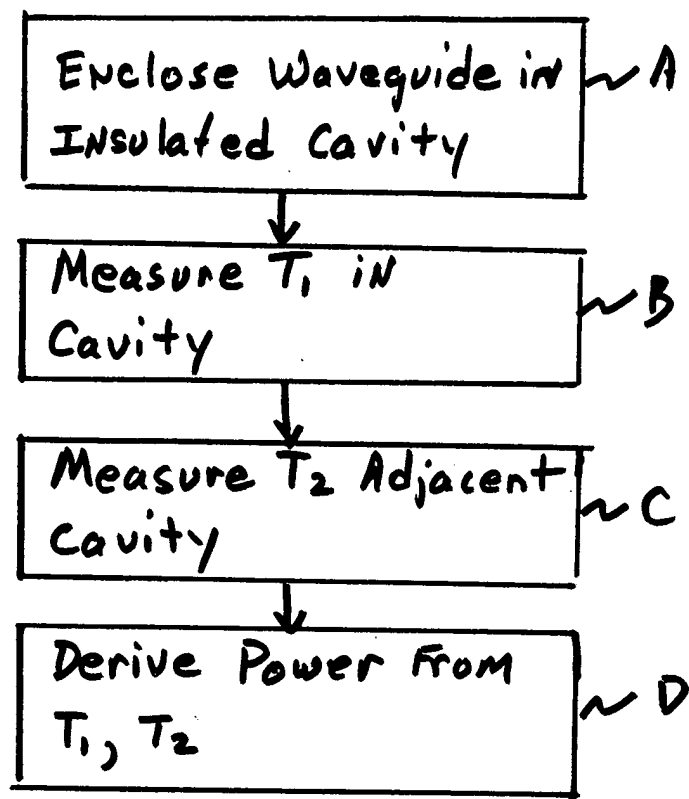 Enclose Waveguide in
Insulated Cavity
A
Measure T₁ in
Cavity
B
Measure T₂ Adjacent
Cavity
C
Derive Power From
T₁, T₂
D